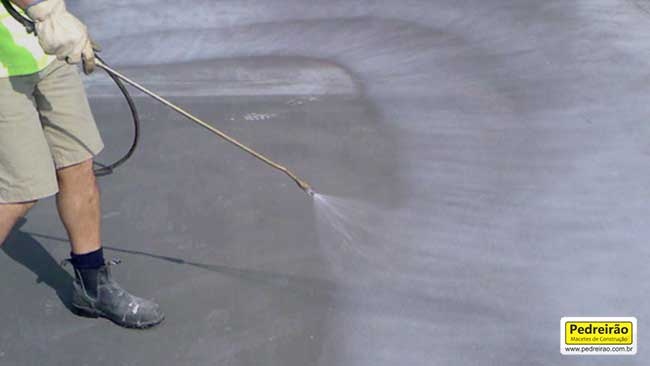 Pedreirão
Macetes de Construção
www.pedreirao.com.br